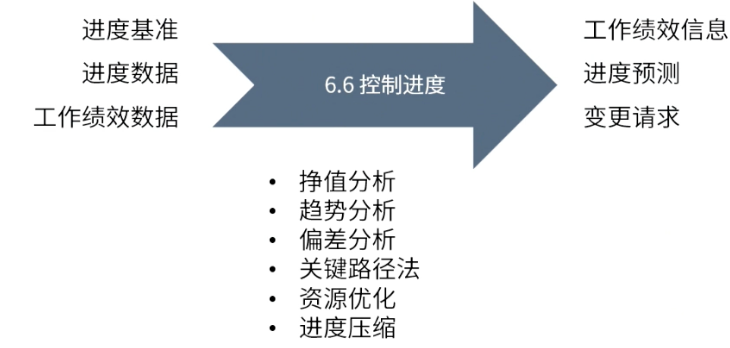 进度基准
进度数据
工作绩效数据
6.6 控制进度
工作绩效信息
进度预测
变更请求
• 挣值分析
• 趋势分析
• 偏差分析
• 关键路径法
• 资源优化
• 进度压缩